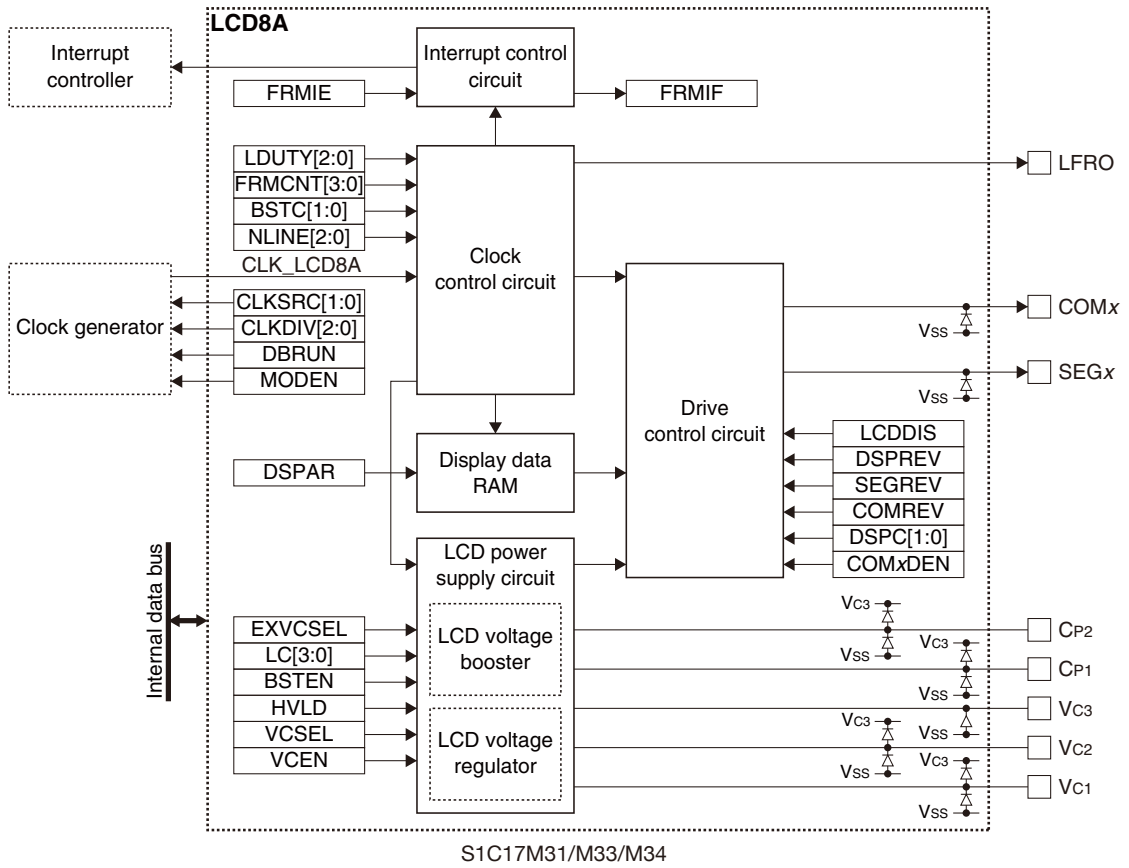 LCD8A
Interrupt
controller
Interrupt control
circuit
FRMIE
FRMIF
LDUTY[2:0]
FRMCNT[3:0]
BSTC[1:0]
NLINE[2:0]
CLK_LCD8A
Clock
control circuit
LFRO
Clock generator
CLKSRC[1:0]
CLKDIV[2:0]
DBRUN
MODEN
COMx
VSS
SEGx
VSS
Drive
control circuit
LCDDIS
DSPREV
SEGREV
COMREV
DSPC[1:0]
COMxDEN
DSPAR
Display data
RAM
Internal data bus
LCD power
supply circuit
LCD voltage
booster
LCD voltage
regulator
EXVCSEL
LC[3:0]
BSTEN
HVLD
VCSEL
VCEN
VC3
VSS
CP2
VC3
VSS
CP1
VC3
VSS
VC3
VSS
VC2
VC3
VSS
VC1
S1C17M31/M33/M34